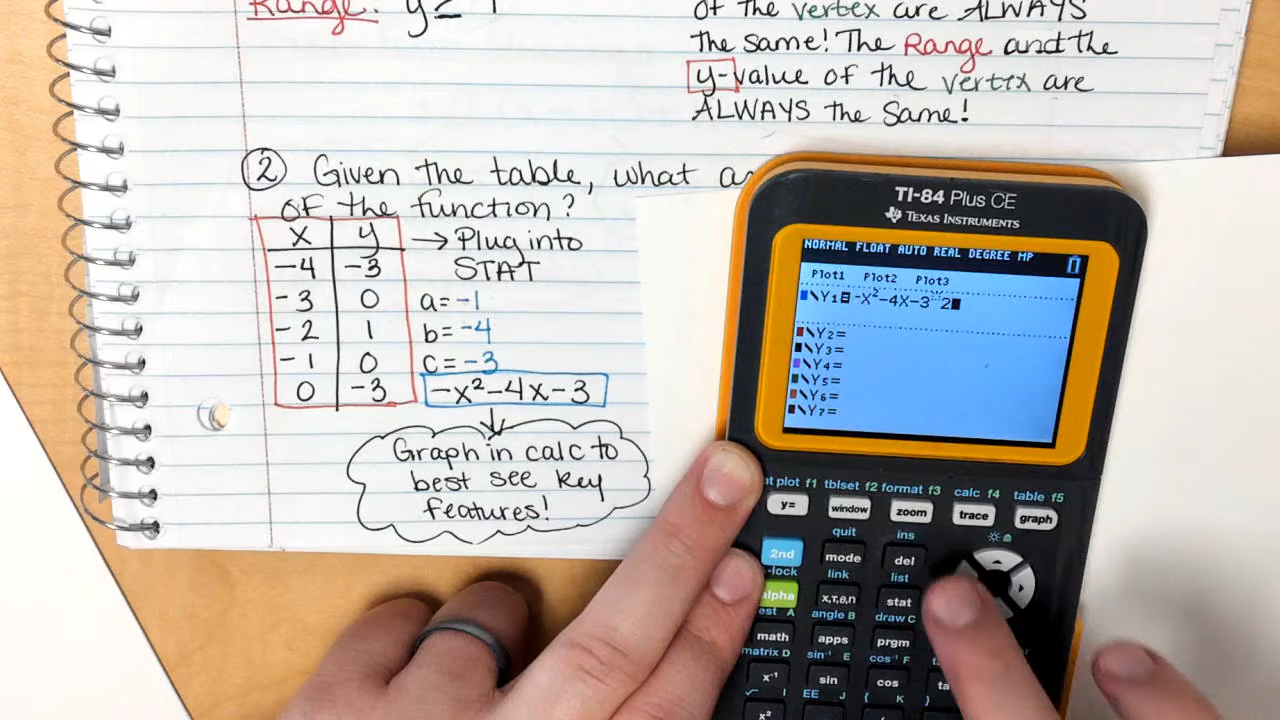 Range: y ≤ 1
of the vertex are ALWAYS
the same! The Range and the
y-value of the vertex are
ALWAYS the same!
② Given the table, what
of the function?
x y → Plug into
-4 -3 STAT
-3 0 a = -1
-2 1 b = -4
-1 0 c = -3
0 -3 -x²-4x-3
Graph in calc to
best see key
features!
TI-84 Plus CE
TEXAS INSTRUMENTS
NORMAL FLOAT AUTO REAL DEGREE MP
Plot1 Plot2 Plot3
\Y1=-X²-4X-3
\Y2=
\Y3=
\Y4=
\Y5=
\Y6=
\Y7=
plot f1 tblset f2 format f3 calc f4 table f5
y= window zoom trace graph
quit ins
2nd mode del
-lock link list
alpha x,T,θ,n stat
A angle B draw C
math apps prgm
matrix D sin⁻¹ E cos⁻¹ F
x⁻¹ sin cos
√ I EE J { K } L
x²